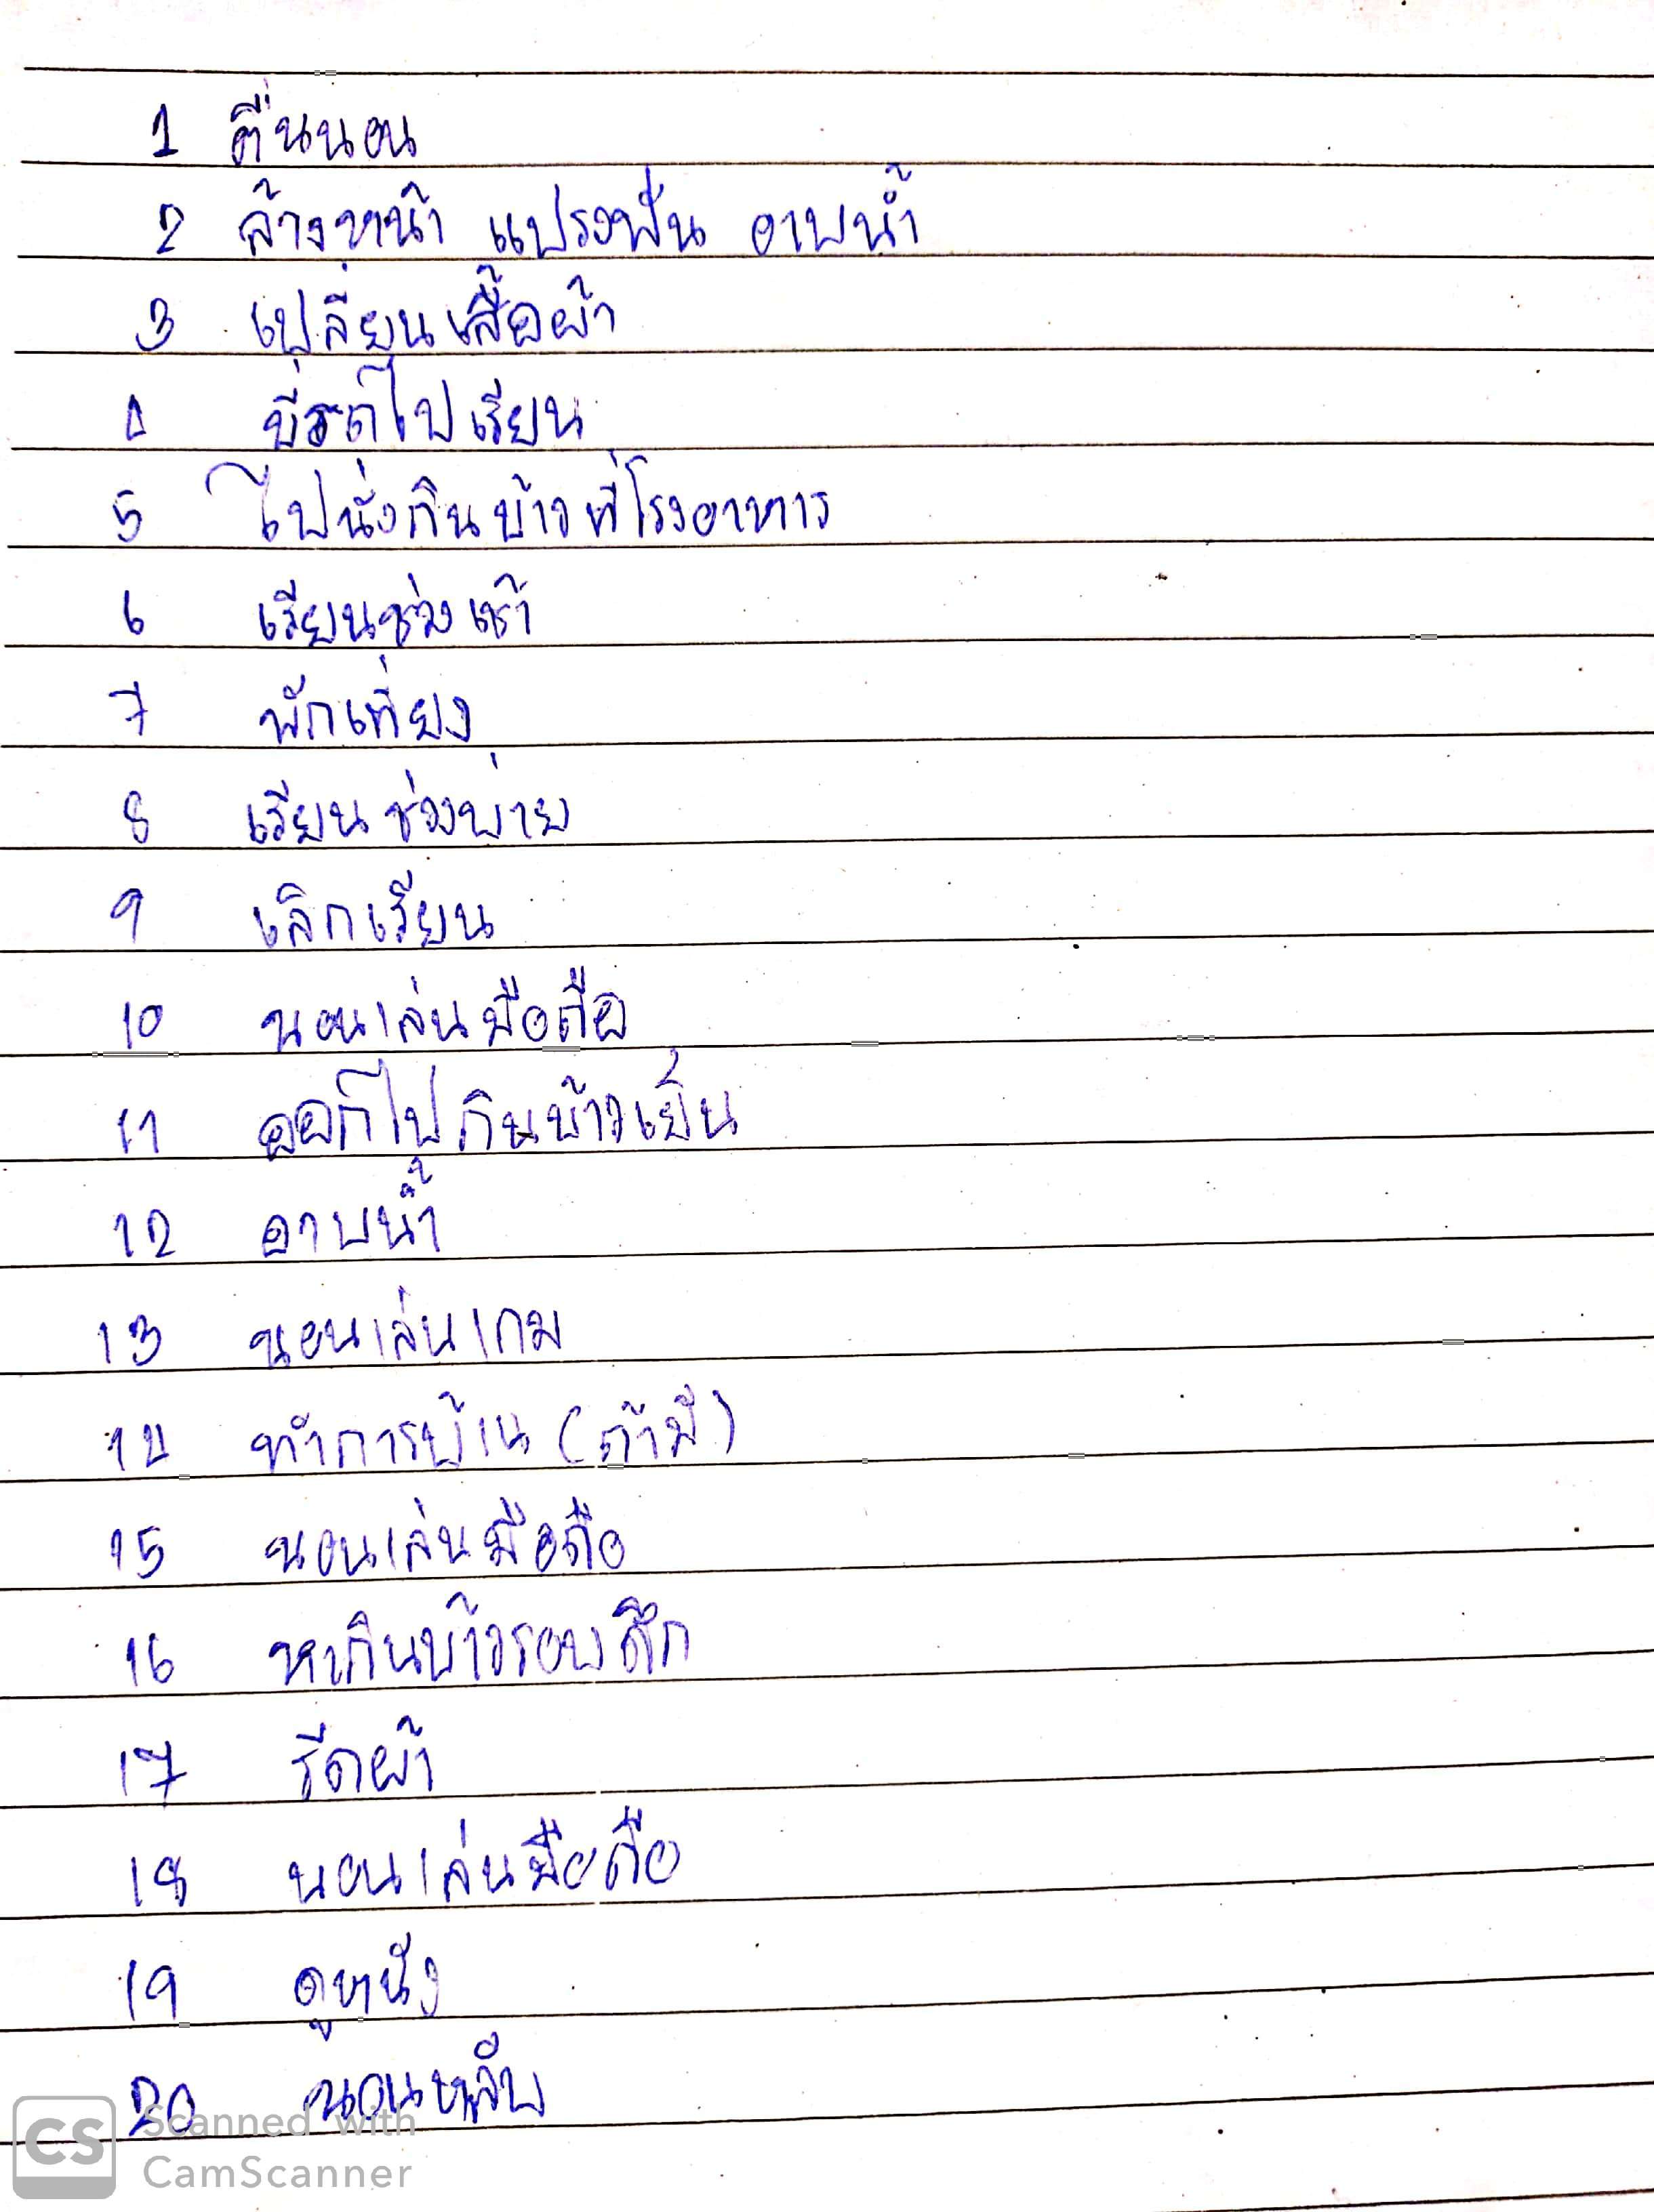 1 ตื่นนอน
2 ล้างหน้า แปรงฟัน อาบน้ำ
3 เปลี่ยนเสื้อผ้า
4 ขี่รถไปเรียน
5 ไปนั่งกินข้าวที่โรงอาหาร
6 เรียนช่วงเช้า
7 พักเที่ยง
8 เรียนช่วงบ่าย
9 เลิกเรียน
10 นอนเล่นมือถือ
11 ออกไปกินข้าวเย็น
12 อาบน้ำ
13 นอนเล่นเกม
14 ทำการบ้าน (ถ้ามี)
15 นอนเล่นมือถือ
16 หากินข้าวรอบดึก
17 รีดผ้า
18 นอนเล่นมือถือ
19 ดูหนัง
20 นอนหลับ
CS Scanned with
CamScanner